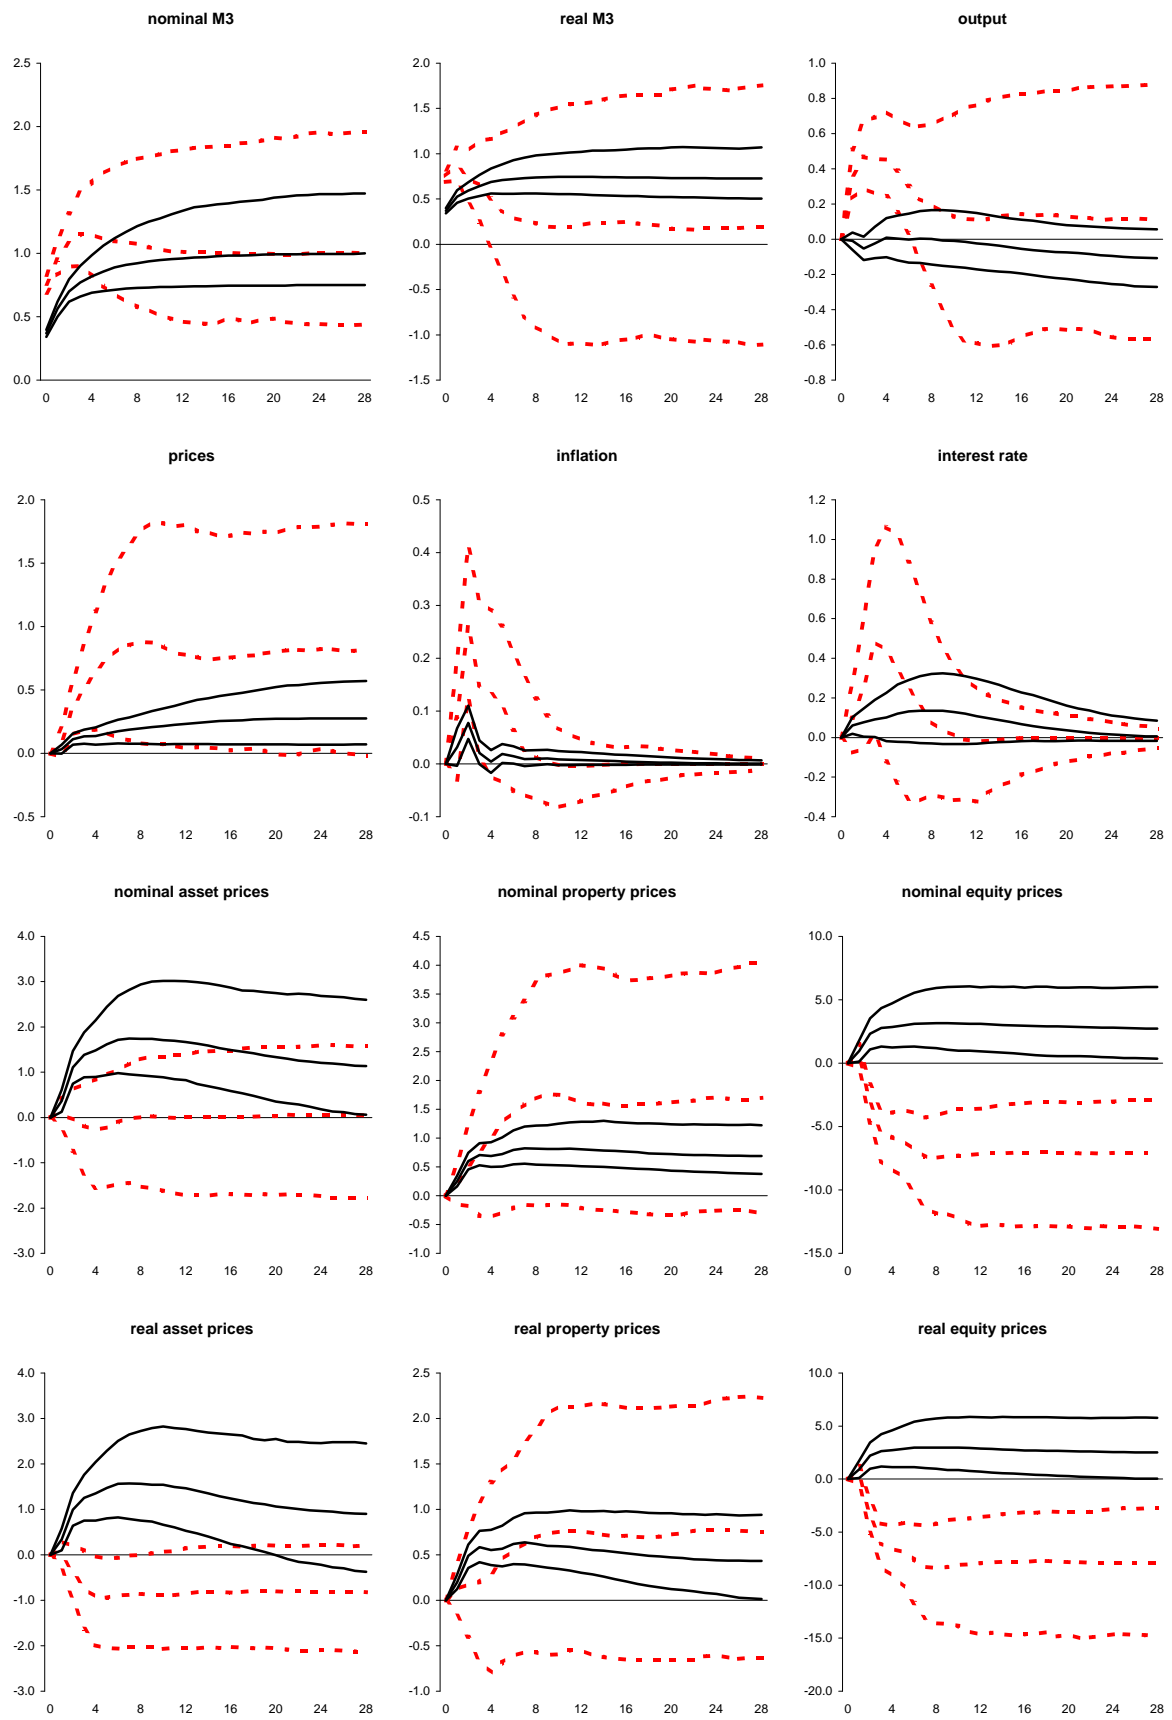 nominal M3 real M3 output
2.5 2.0 1.0
2.0 1.5 0.8
1.5 1.0 0.6
1.0 0.5 0.4
0.5 0.0 0.2
0.0 -0.5 0.0
-1.0 -0.2
-1.5 -0.4
-0.6
-0.8
0 4 8 12 16 20 24 28 0 4 8 12 16 20 24 28 0 4 8 12 16 20 24 28
prices inflation interest rate
2.0 0.5 1.2
1.5 0.4 1.0
1.0 0.3 0.8
0.5 0.2 0.6
0.0 0.1 0.4
-0.5 0.0 0.2
-0.1 0.0
-0.2
-0.4
0 4 8 12 16 20 24 28 0 4 8 12 16 20 24 28 0 4 8 12 16 20 24 28
nominal asset prices nominal property prices nominal equity prices
4.0 4.5 10.0
3.0 4.0 5.0
2.0 3.5 0.0
1.0 3.0 -5.0
0.0 2.5 -10.0
-1.0 2.0 -15.0
-2.0 1.5
-3.0 1.0
0.5
0.0
-0.5
-1.0
0 4 8 12 16 20 24 28 0 4 8 12 16 20 24 28 0 4 8 12 16 20 24 28
real asset prices real property prices real equity prices
4.0 2.5 10.0
3.0 2.0 5.0
2.0 1.5 0.0
1.0 1.0 -5.0
0.0 0.5 -10.0
-1.0 0.0 -15.0
-2.0 -0.5 -20.0
-3.0 -1.0
0 4 8 12 16 20 24 28 0 4 8 12 16 20 24 28 0 4 8 12 16 20 24 28